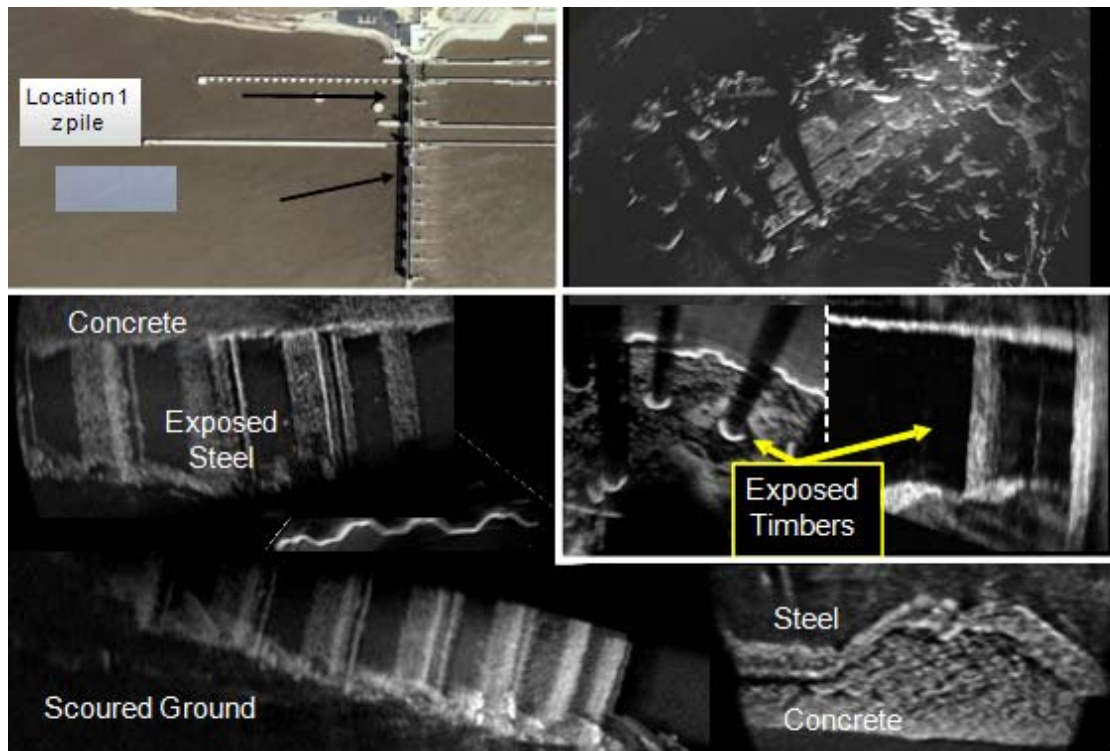 Location 1
z pile
Concrete
Exposed
Steel
Exposed
Timbers
Scoured Ground
Steel
Concrete